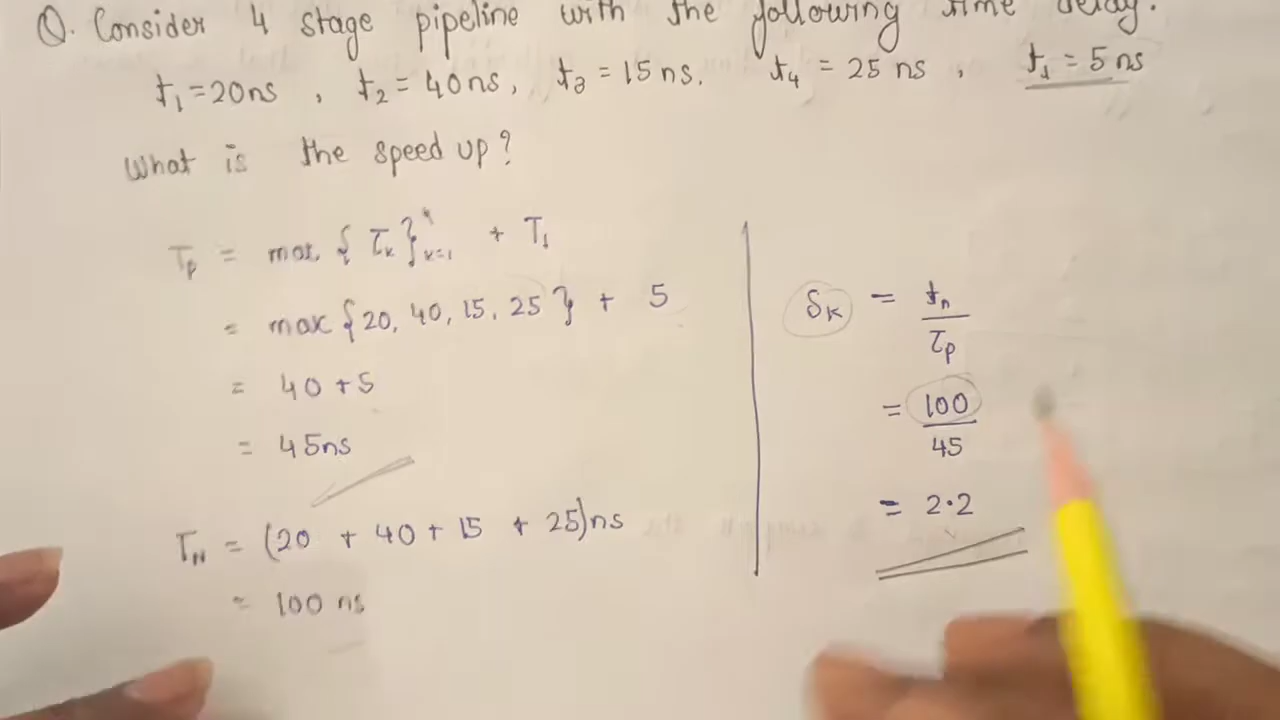 Q. Consider 4 stage pipeline with the following time delay.
t₁ = 20ns , t₂ = 40ns, t₃ = 15ns. t₄ = 25 ns , t₁ = 5 ns
What is the speed up?
Tp = max { τk }⁴k=1 + T₁
= max {20, 40, 15, 25 } + 5
= 40 + 5
= 45ns
TN = (20 + 40 + 15 + 25)ns
= 100 ns
Sk = tn / τp
= 100 / 45
= 2.2